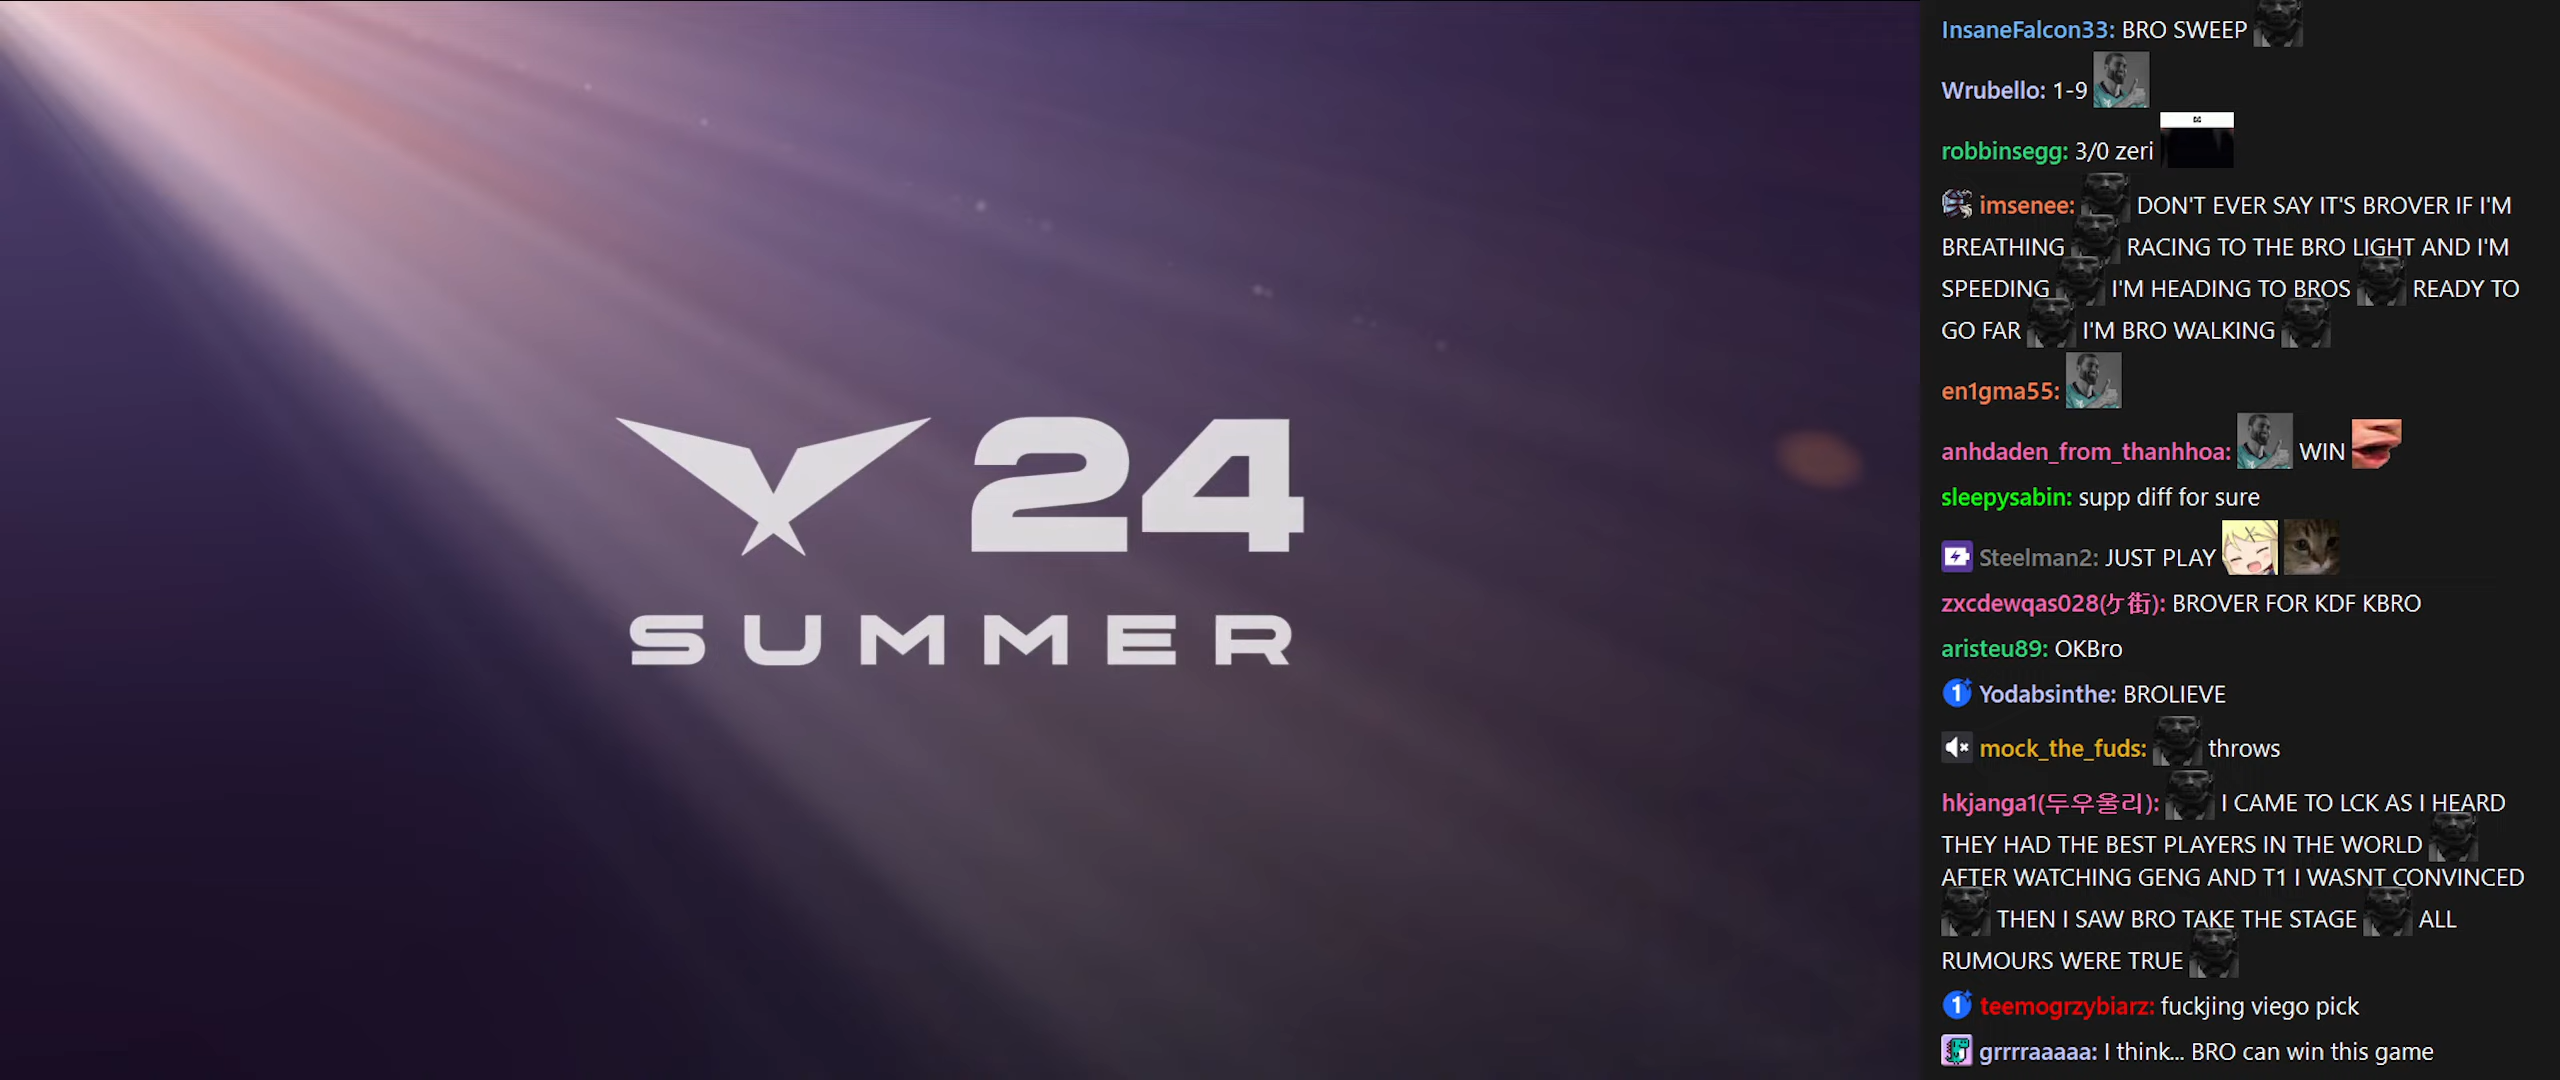 24
SUMMER
InsaneFalcon33: BRO SWEEP
Wrubello: 1-9
robbinsegg: 3/0 zeri
imsenee: DON'T EVER SAY IT'S BROVER IF I'M
BREATHING RACING TO THE BRO LIGHT AND I'M
SPEEDING I'M HEADING TO BROS READY TO
GO FAR I'M BRO WALKING
en1gma55:
anhdaden_from_thanhhoa: WIN
sleepysabin: supp diff for sure
Steelman2: JUST PLAY
zxcdewqas028(ケ街): BROVER FOR KDF KBRO
aristeu89: OKBro
1 Yodabsinthe: BROLIEVE
mock_the_fuds: throws
hkjanga1(두우울리): I CAME TO LCK AS I HEARD
THEY HAD THE BEST PLAYERS IN THE WORLD
AFTER WATCHING GENG AND T1 I WASNT CONVINCED
THEN I SAW BRO TAKE THE STAGE ALL
RUMOURS WERE TRUE
1 teemogrzybiarz: fuckjing viego pick
grrrraaaaa: I think... BRO can win this game